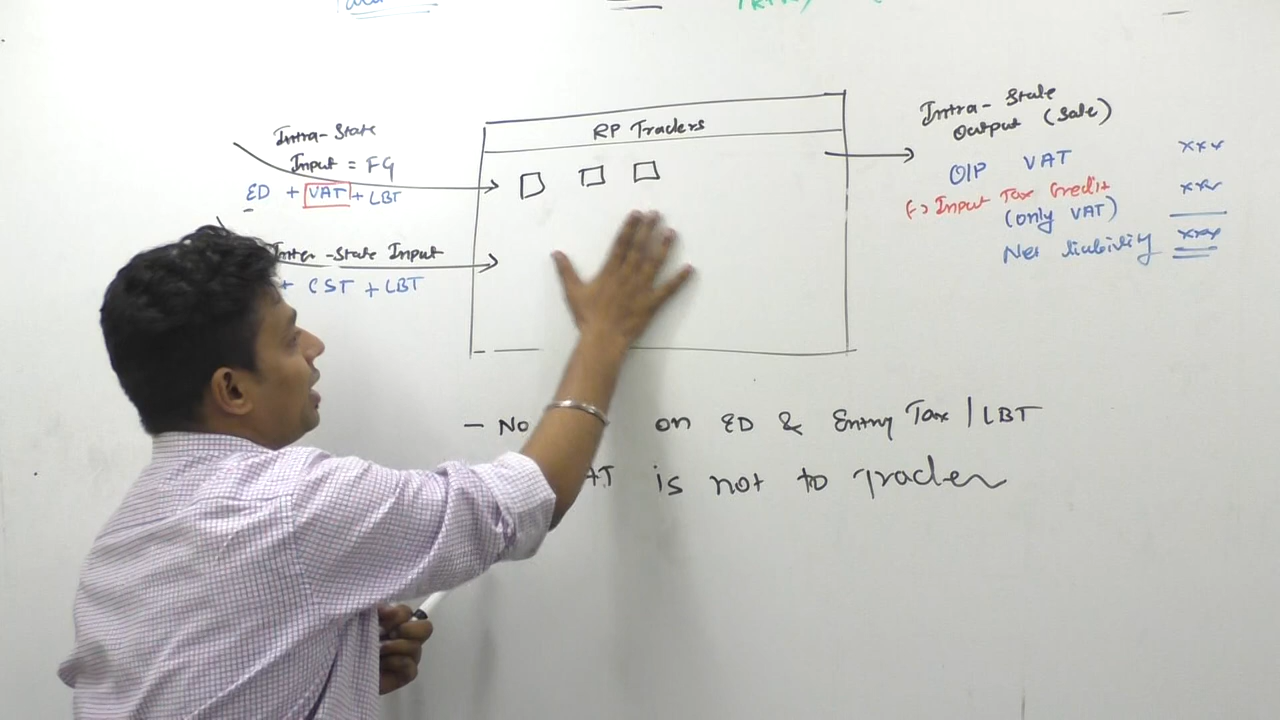 Intra-State
Input = FG
ED + VAT + LBT
Inter-State Input
+ CST + LBT
RP Traders
Intra-State
Output (Sale)
O/P VAT xxx
(-) Input Tax Credit xxx
(only VAT)
Net liability xxx
- No on ED & Entry Tax / LBT
is not to Trader